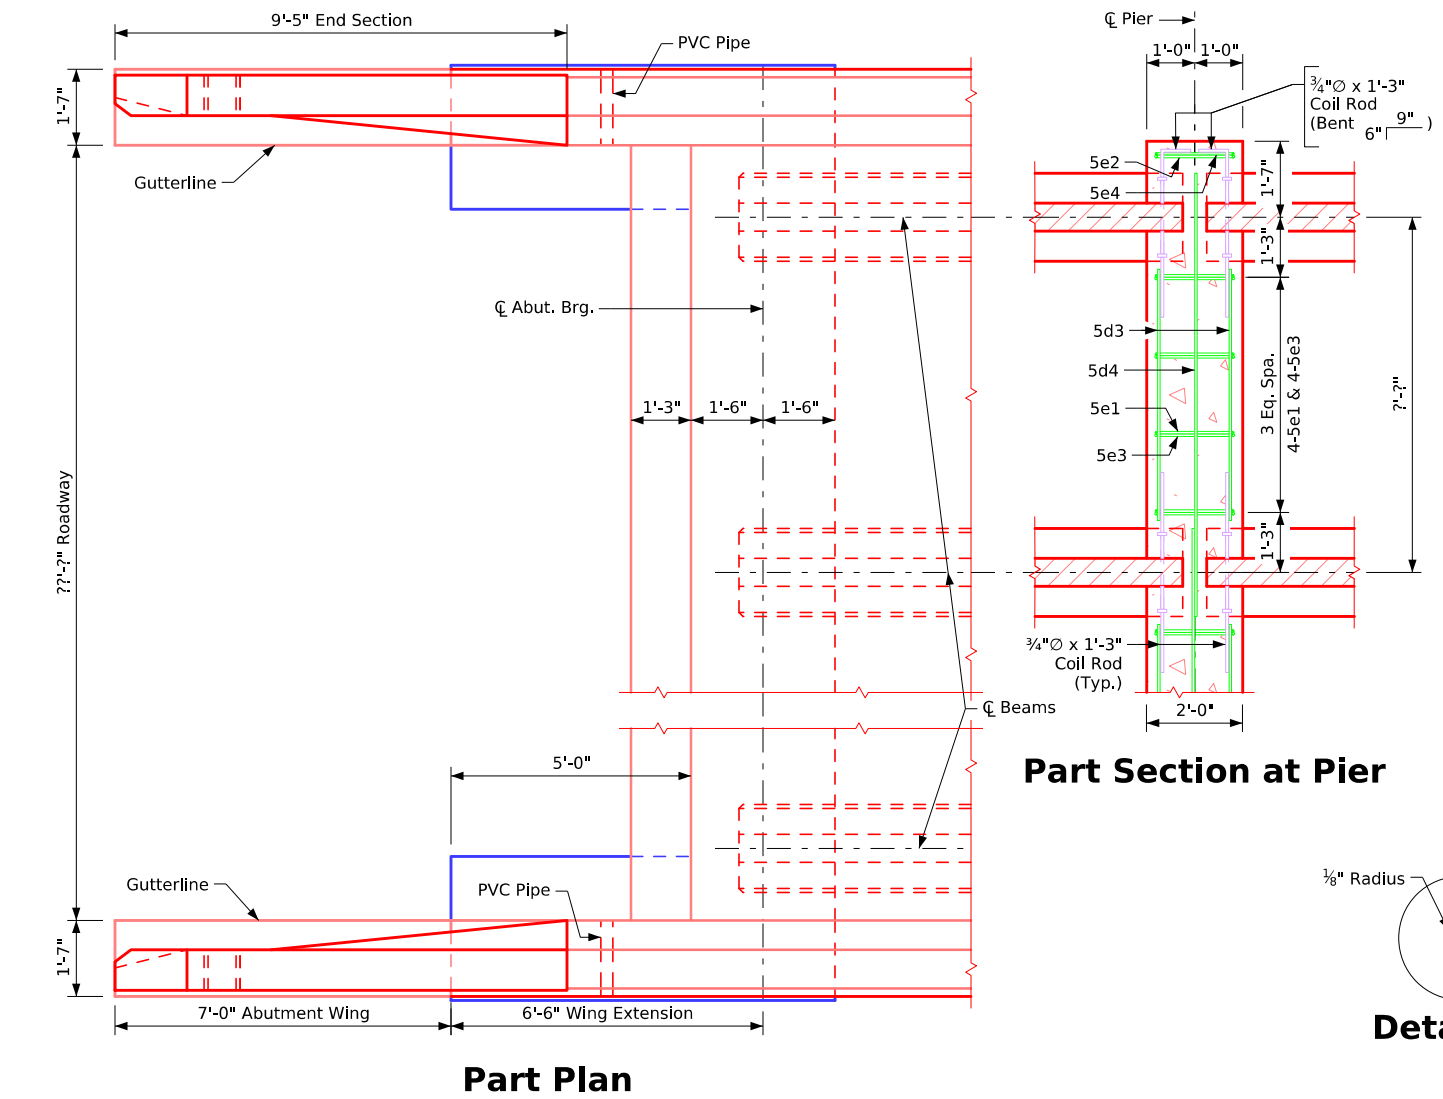 9'-5" End Section
PVC Pipe
1'-7"
Gutterline
℄ Abut. Brg.
1'-3"
1'-6"
1'-6"
??'-?" Roadway
℄ Beams
5'-0"
Gutterline
PVC Pipe
1'-7"
7'-0" Abutment Wing
6'-6" Wing Extension
Part Plan
℄ Pier
1'-0"
1'-0"
¾"∅ x 1'-3"
Coil Rod
(Bent 6" 9" )
5e2
5e4
1'-7"
1'-3"
5d3
5d4
5e1
5e3
3 Eq. Spa.
4-5e1 & 4-5e3
?'-?"
1'-3"
¾"∅ x 1'-3"
Coil Rod
(Typ.)
2'-0"
Part Section at Pier
⅛" Radius